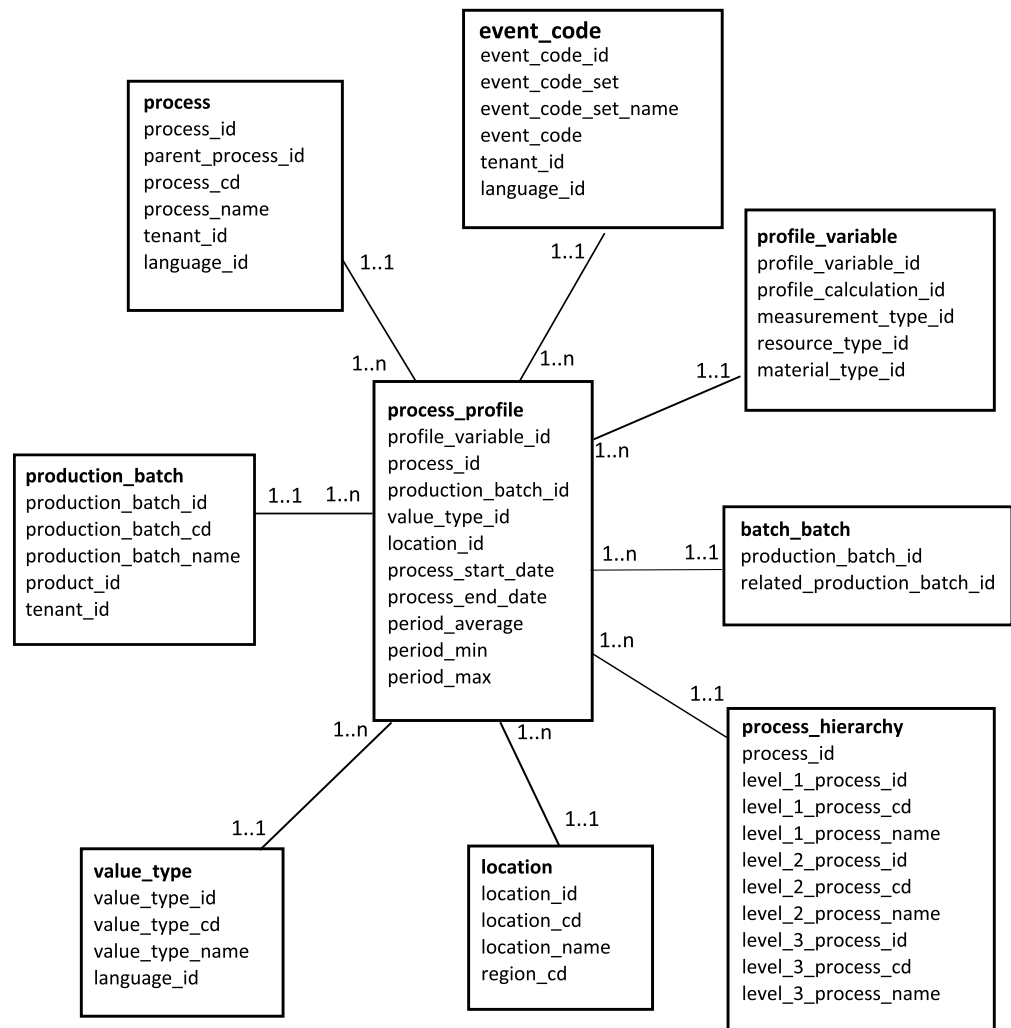 event_code
event_code_id
event_code_set
event_code_set_name
event_code
tenant_id
language_id
process
process_id
parent_process_id
process_cd
process_name
tenant_id
language_id
profile_variable
profile_variable_id
profile_calculation_id
measurement_type_id
resource_type_id
material_type_id
1..1
1..n
1..1
1..n
1..1
1..n
process_profile
profile_variable_id
process_id
production_batch_id
value_type_id
location_id
process_start_date
process_end_date
period_average
period_min
period_max
production_batch
production_batch_id
production_batch_cd
production_batch_name
product_id
tenant_id
1..1
1..n
batch_batch
production_batch_id
related_production_batch_id
1..n
1..1
1..n
1..1
process_hierarchy
process_id
level_1_process_id
level_1_process_cd
level_1_process_name
level_2_process_id
level_2_process_cd
level_2_process_name
level_3_process_id
level_3_process_cd
level_3_process_name
1..n
1..1
value_type
value_type_id
value_type_cd
value_type_name
language_id
1..n
1..1
location
location_id
location_cd
location_name
region_cd